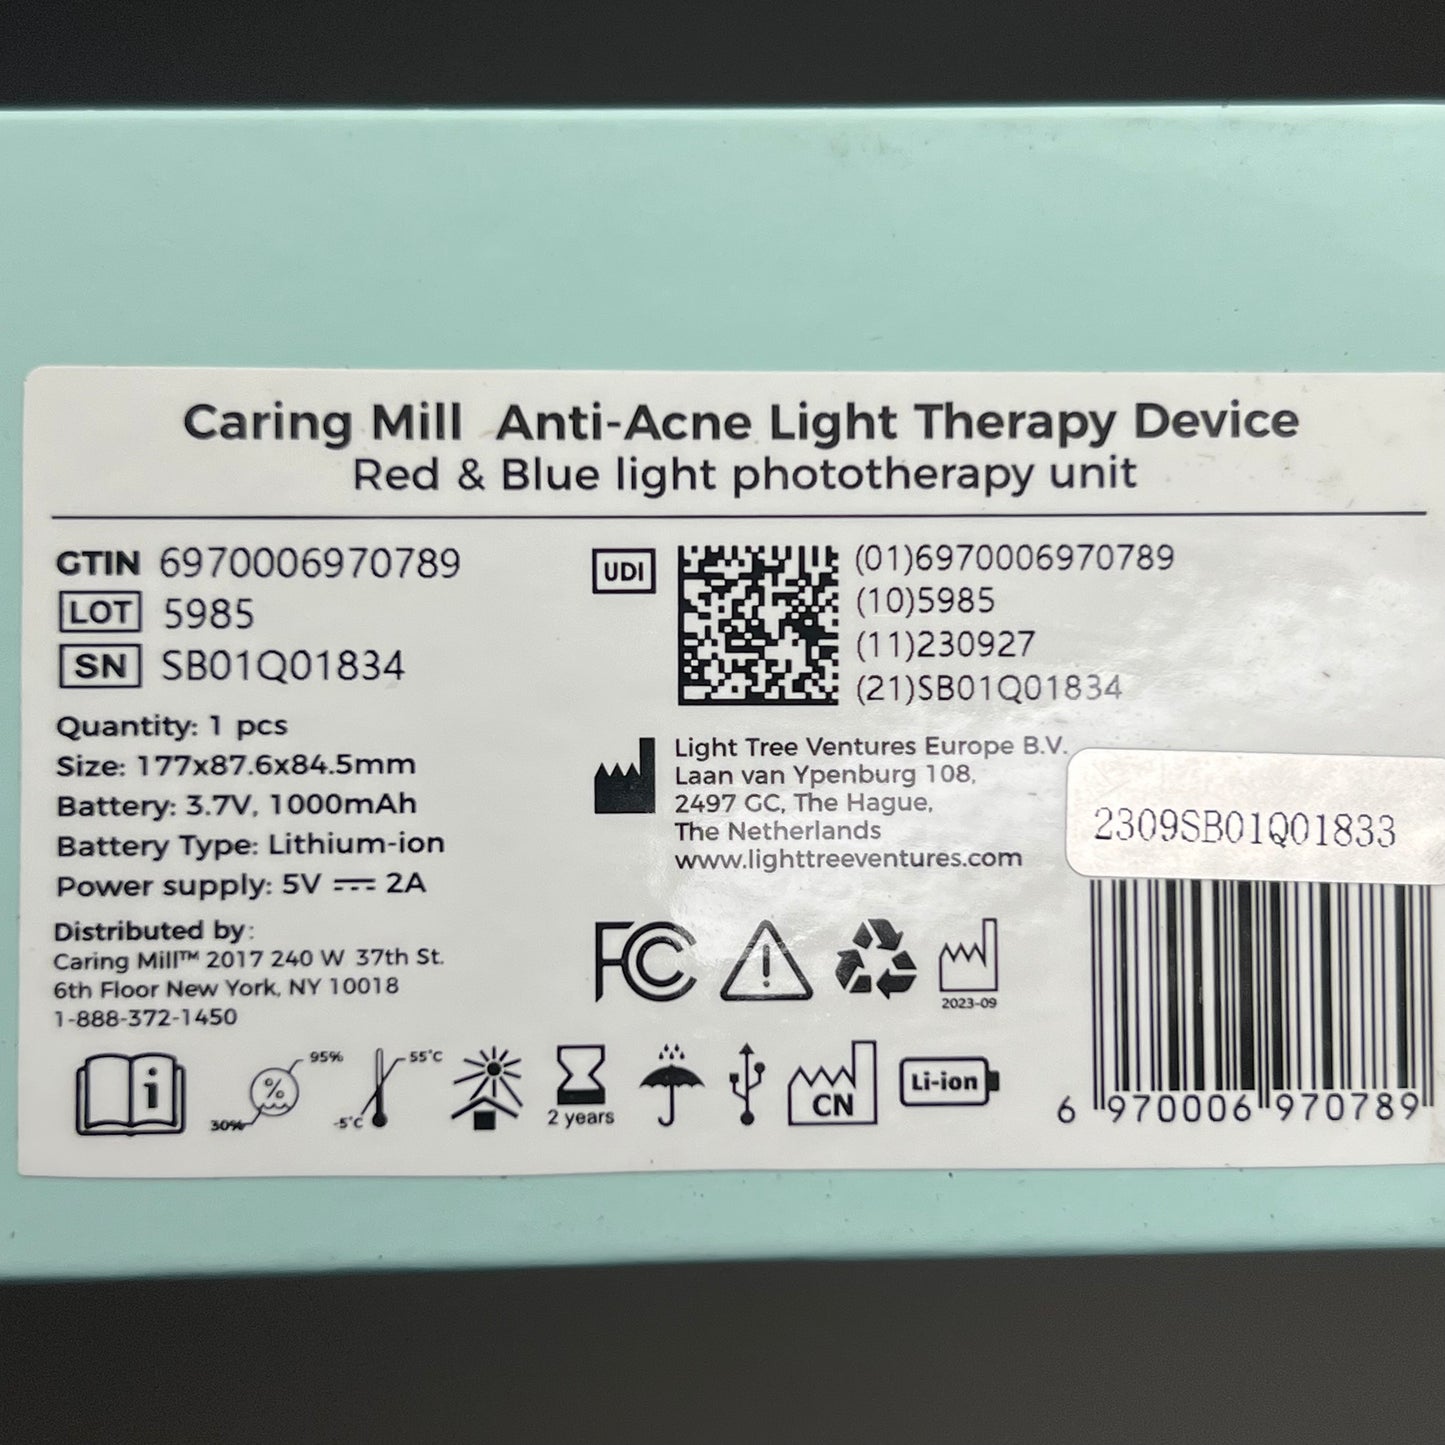 Caring Mill Anti-Acne Light Therapy Device
Red & Blue light phototherapy unit
GTIN 6970006970789
LOT 5985
SN SB01Q01834
Quantity: 1 pcs
Size: 177x87.6x84.5mm
Battery: 3.7V, 1000mAh
Battery Type: Lithium-ion
Power supply: 5V ⎓ 2A
Distributed by:
Caring Mill™ 2017 240 W 37th St.
6th Floor New York, NY 10018
1-888-372-1450
UDI
(01)6970006970789
(10)5985
(11)230927
(21)SB01Q01834
Light Tree Ventures Europe B.V.
Laan van Ypenburg 108,
2497 GC, The Hague,
The Netherlands
www.lighttreeventures.com
2309SB01Q01833
FC
2023-09
i
% 95%
30%
55°C
-5°C
2 years
CN
Li-ion
6 970006 970789